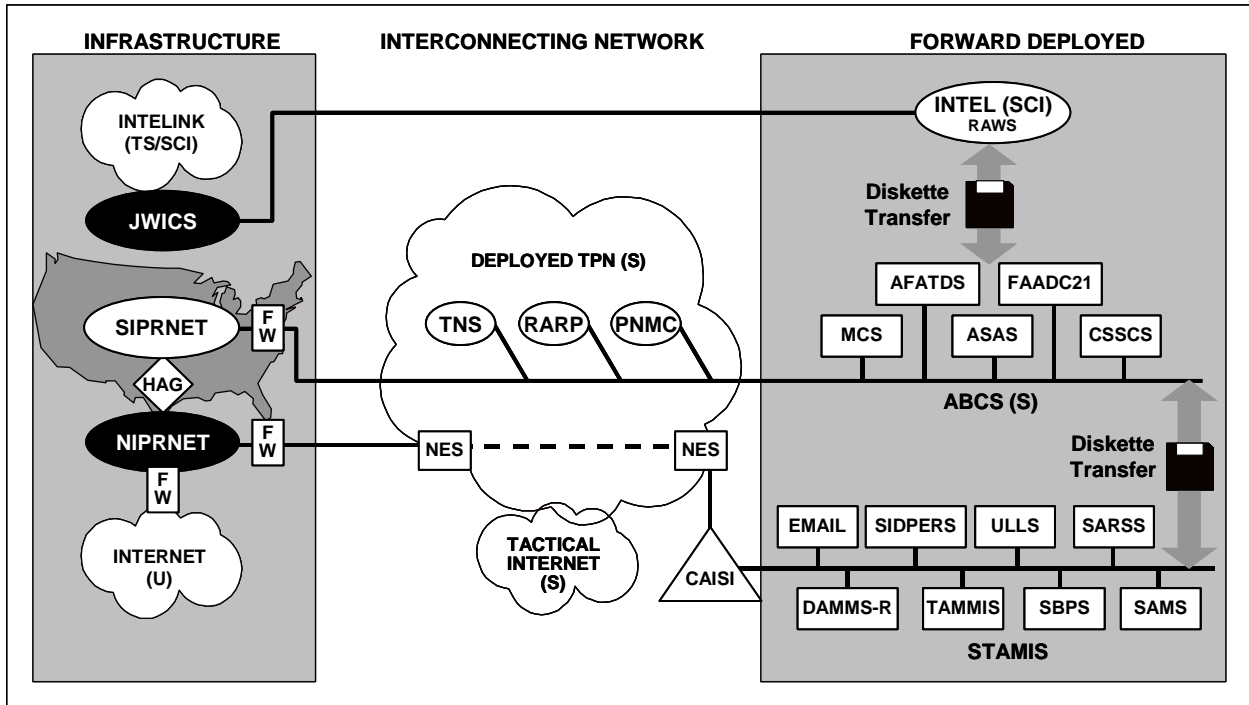 INFRASTRUCTURE
INTERCONNECTING NETWORK
FORWARD DEPLOYED
INTELINK
(TS/SCI)
JWICS
SIPRNET
F
W
HAG
NIPRNET
F
W
F
W
INTERNET
(U)
DEPLOYED TPN (S)
TNS
RARP
PNMC
NES
NES
TACTICAL
INTERNET
(S)
CAISI
INTEL (SCI)
RAWS
Diskette
Transfer
AFATDS
FAADC21
MCS
ASAS
CSSCS
ABCS (S)
Diskette
Transfer
EMAIL
SIDPERS
ULLS
SARSS
DAMMS-R
TAMMIS
SBPS
SAMS
STAMIS